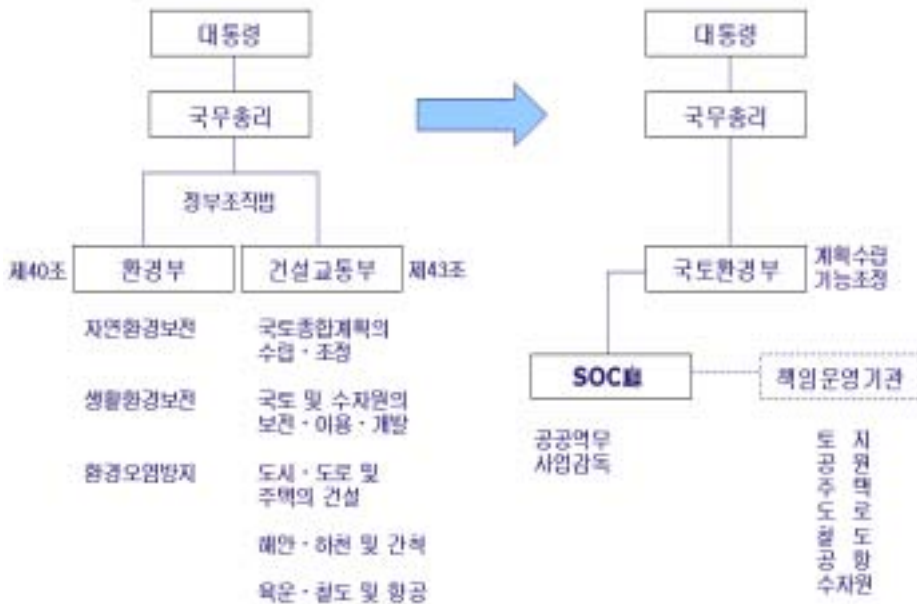 대통령
국무총리
정부조직법
제40조
환경부
건설교통부
제43조
자연환경보전
생활환경보전
환경오염방지
국토종합계획의
수립·조정
국토 및 수자원의
보전·이용·개발
도시·도로 및
주택의 건설
해안·하천 및 간척
육운·철도 및 항공
대통령
국무총리
국토환경부
계획수립
기능조정
SOC廳
책임운영기관
공공역무
사업감독
토 지
공 원
주 택
도 로
철 도
공 항
수자원